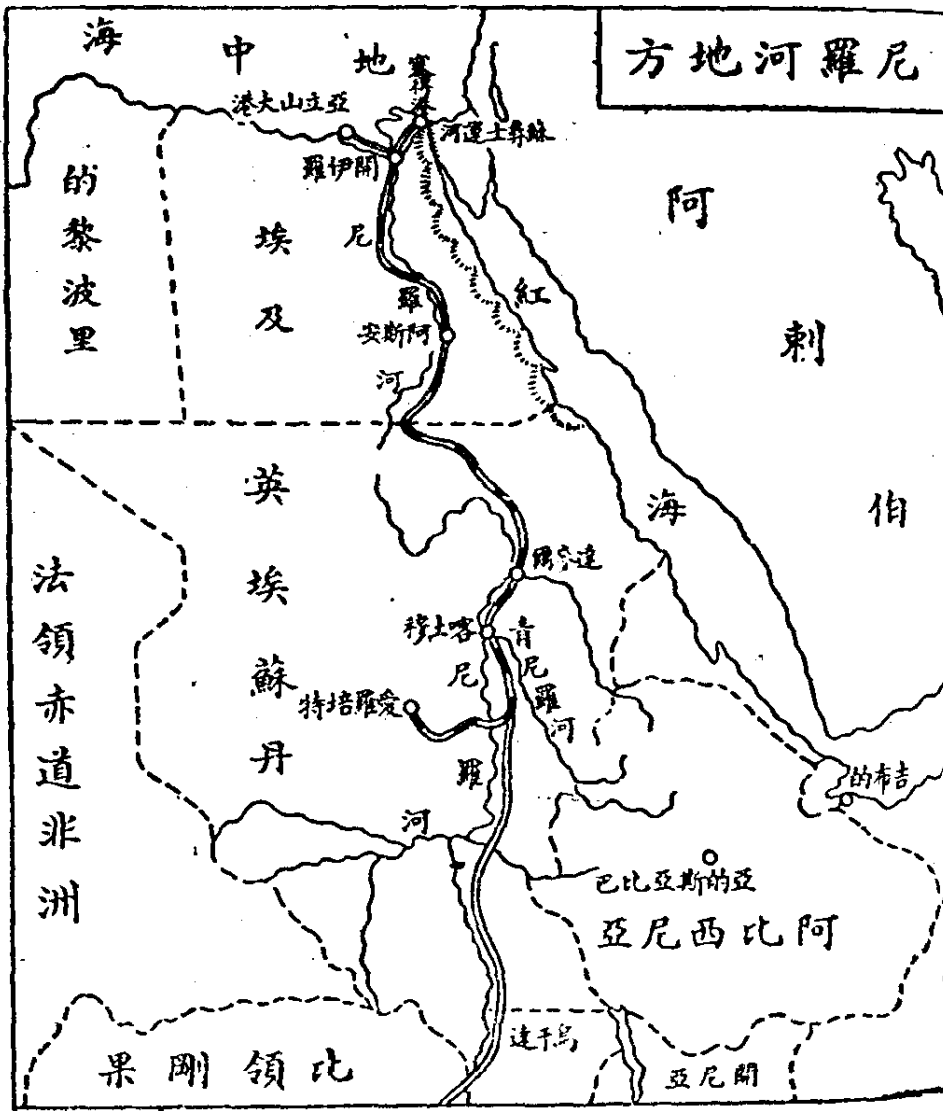 尼羅河地方
地中海
塞得港
亞立山大港
蘇彝士運河
開伊羅
的黎波里
埃及
尼羅河
阿剌伯
紅海
阿斯安
英埃蘇丹
法領赤道非洲
喀土穆
青尼羅河
尼羅河
愛羅培特
吉布的
亞的斯亞比巴
阿比西尼亞
烏干達
開尼亞
比領剛果